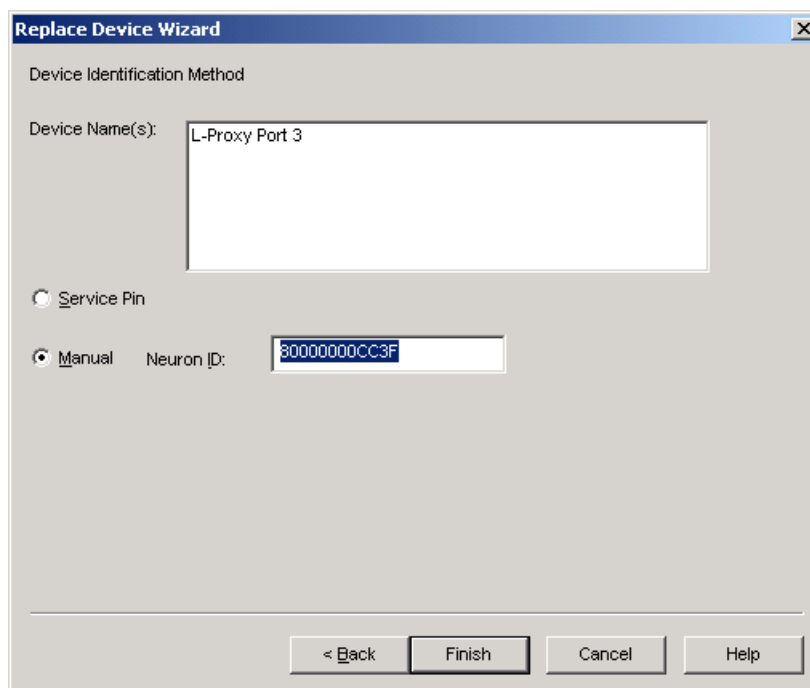 Replace Device Wizard
Device Identification Method
Device Name(s):
L-Proxy Port 3
Service Pin
Manual Neuron ID: 80000000CC3F
< Back Finish Cancel Help